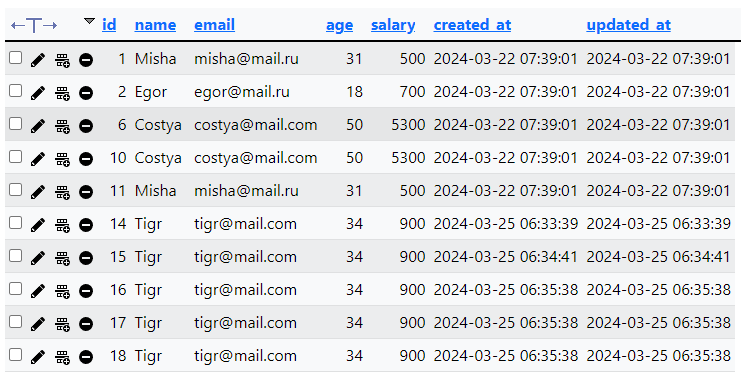 id name email age salary created_at updated_at
1 Misha misha@mail.ru 31 500 2024-03-22 07:39:01 2024-03-22 07:39:01
2 Egor egor@mail.ru 18 700 2024-03-22 07:39:01 2024-03-22 07:39:01
6 Costya costya@mail.com 50 5300 2024-03-22 07:39:01 2024-03-22 07:39:01
10 Costya costya@mail.com 50 5300 2024-03-22 07:39:01 2024-03-22 07:39:01
11 Misha misha@mail.ru 31 500 2024-03-22 07:39:01 2024-03-22 07:39:01
14 Tigr tigr@mail.com 34 900 2024-03-25 06:33:39 2024-03-25 06:33:39
15 Tigr tigr@mail.com 34 900 2024-03-25 06:34:41 2024-03-25 06:34:41
16 Tigr tigr@mail.com 34 900 2024-03-25 06:35:38 2024-03-25 06:35:38
17 Tigr tigr@mail.com 34 900 2024-03-25 06:35:38 2024-03-25 06:35:38
18 Tigr tigr@mail.com 34 900 2024-03-25 06:35:38 2024-03-25 06:35:38